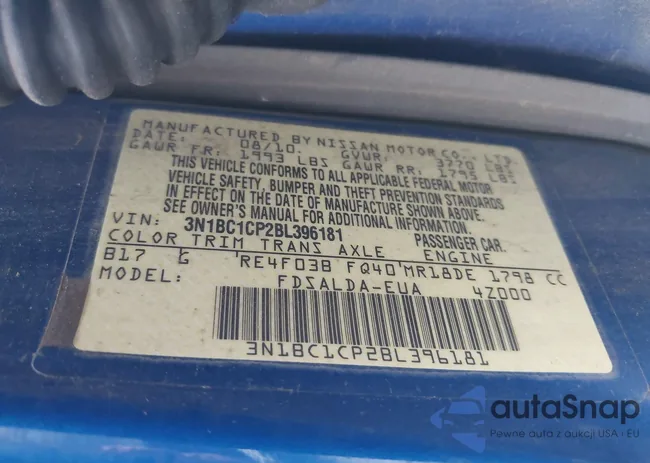 MANUFACTURED BY NISSAN MOTOR CO., LTD.
DATE: 08/10 GVWR: 3770 LBS
GAWR FR: 1993 LBS GAWR RR: 1795 LBS
THIS VEHICLE CONFORMS TO ALL APPLICABLE FEDERAL MOTOR
VEHICLE SAFETY, BUMPER AND THEFT PREVENTION STANDARDS
IN EFFECT ON THE DATE OF MANUFACTURE SHOWN ABOVE.
SEE OWNER'S MANUAL FOR ADDITIONAL INFORMATION.
VIN: 3N1BC1CP2BL396181 PASSENGER CAR.
COLOR TRIM TRANS AXLE ENGINE
B17 G RE4F03B FQ40 MR18DE 1798 CC
MODEL: FDSALDA-EUA 4Z000
3N1BC1CP2BL396181
autaSnap
Pewne auta z aukcji USA i EU